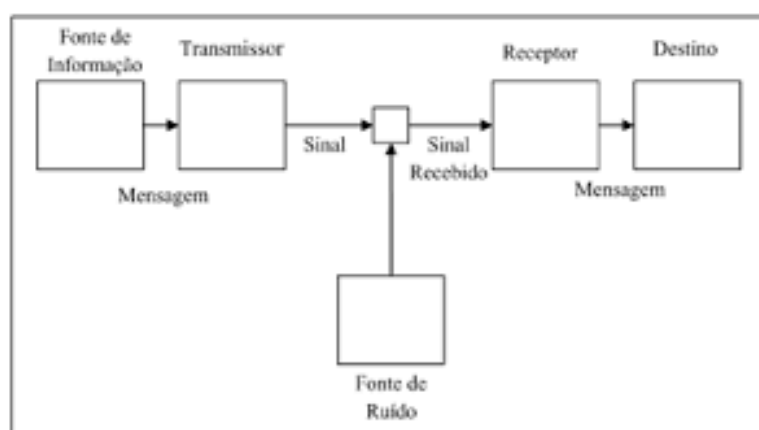 Fonte de
Informação
Transmissor
Receptor
Destino
Sinal
Sinal
Recebido
Mensagem
Mensagem
Fonte de
Ruído